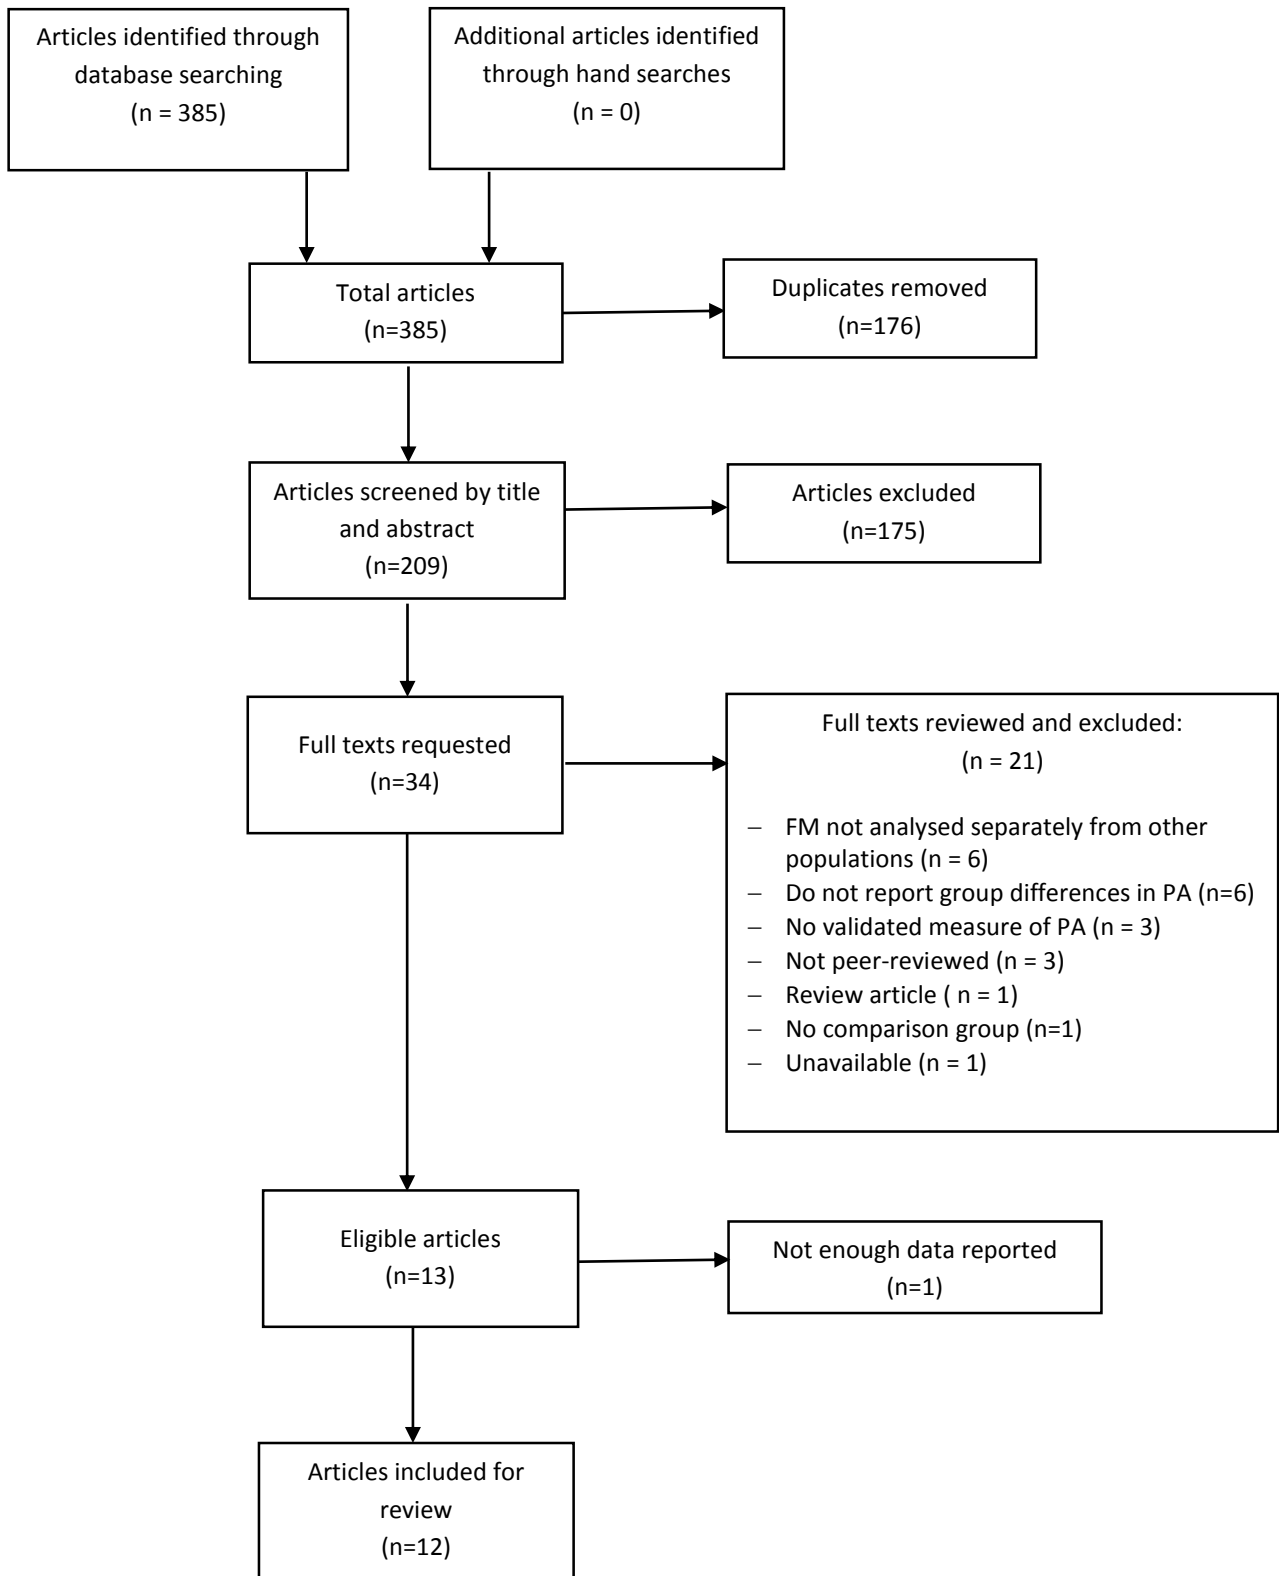 Articles identified through
database searching
(n = 385)
Additional articles identified
through hand searches
(n = 0)
Total articles
(n=385)
Duplicates removed
(n=176)
Articles screened by title
and abstract
(n=209)
Articles excluded
(n=175)
Full texts requested
(n=34)
Full texts reviewed and excluded:
(n = 21)
– FM not analysed separately from other
populations (n = 6)
– Do not report group differences in PA (n=6)
– No validated measure of PA (n = 3)
– Not peer-reviewed (n = 3)
– Review article ( n = 1)
– No comparison group (n=1)
– Unavailable (n = 1)
Eligible articles
(n=13)
Not enough data reported
(n=1)
Articles included for
review
(n=12)